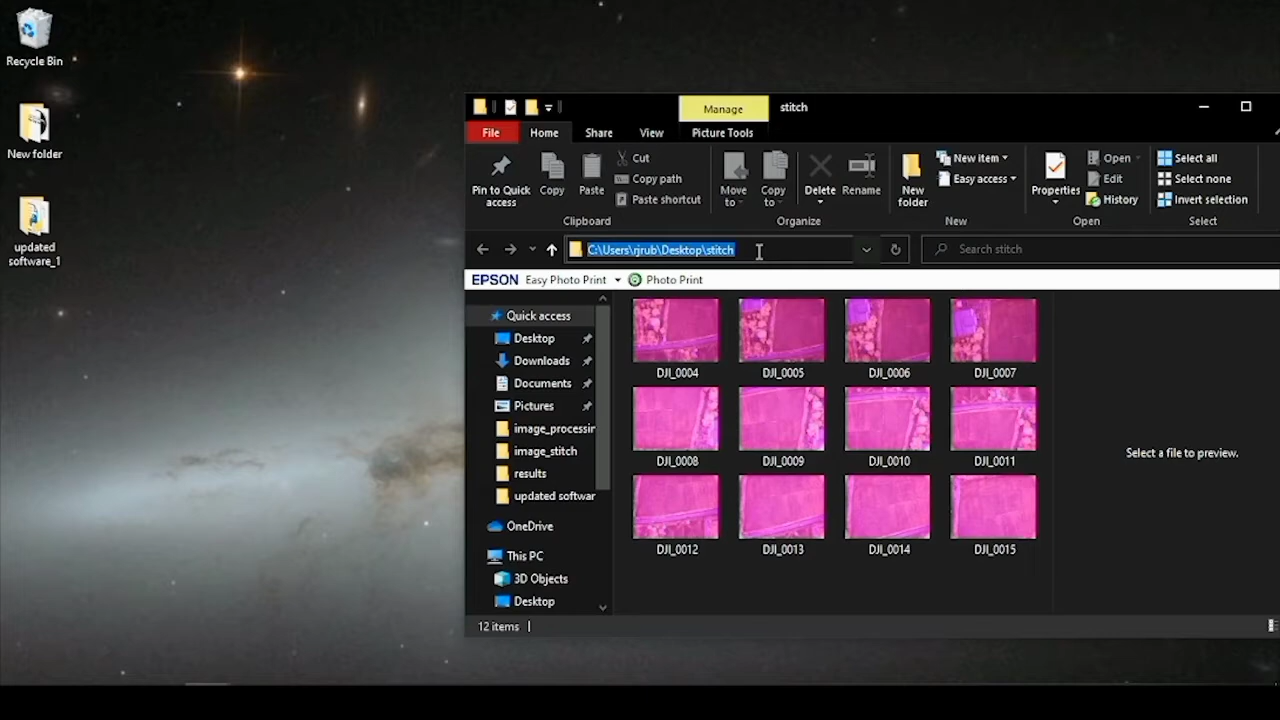 Recycle Bin
New folder
updated
software_1
Manage
stitch
File
Home
Share
View
Picture Tools
Pin to Quick
access
Copy
Paste
Cut
Copy path
Paste shortcut
Clipboard
Move
to
Copy
to
Delete
Rename
Organize
New
folder
New item
Easy access
New
Properties
Open
Edit
History
Open
Select all
Select none
Invert selection
Select
C:\Users\rjrub\Desktop\stitch
Search stitch
EPSON Easy Photo Print
Photo Print
Quick access
Desktop
Downloads
Documents
Pictures
image_processin
image_stitch
results
updated softwar
OneDrive
This PC
3D Objects
Desktop
DJI_0004
DJI_0005
DJI_0006
DJI_0007
DJI_0008
DJI_0009
DJI_0010
DJI_0011
DJI_0012
DJI_0013
DJI_0014
DJI_0015
Select a file to preview.
12 items